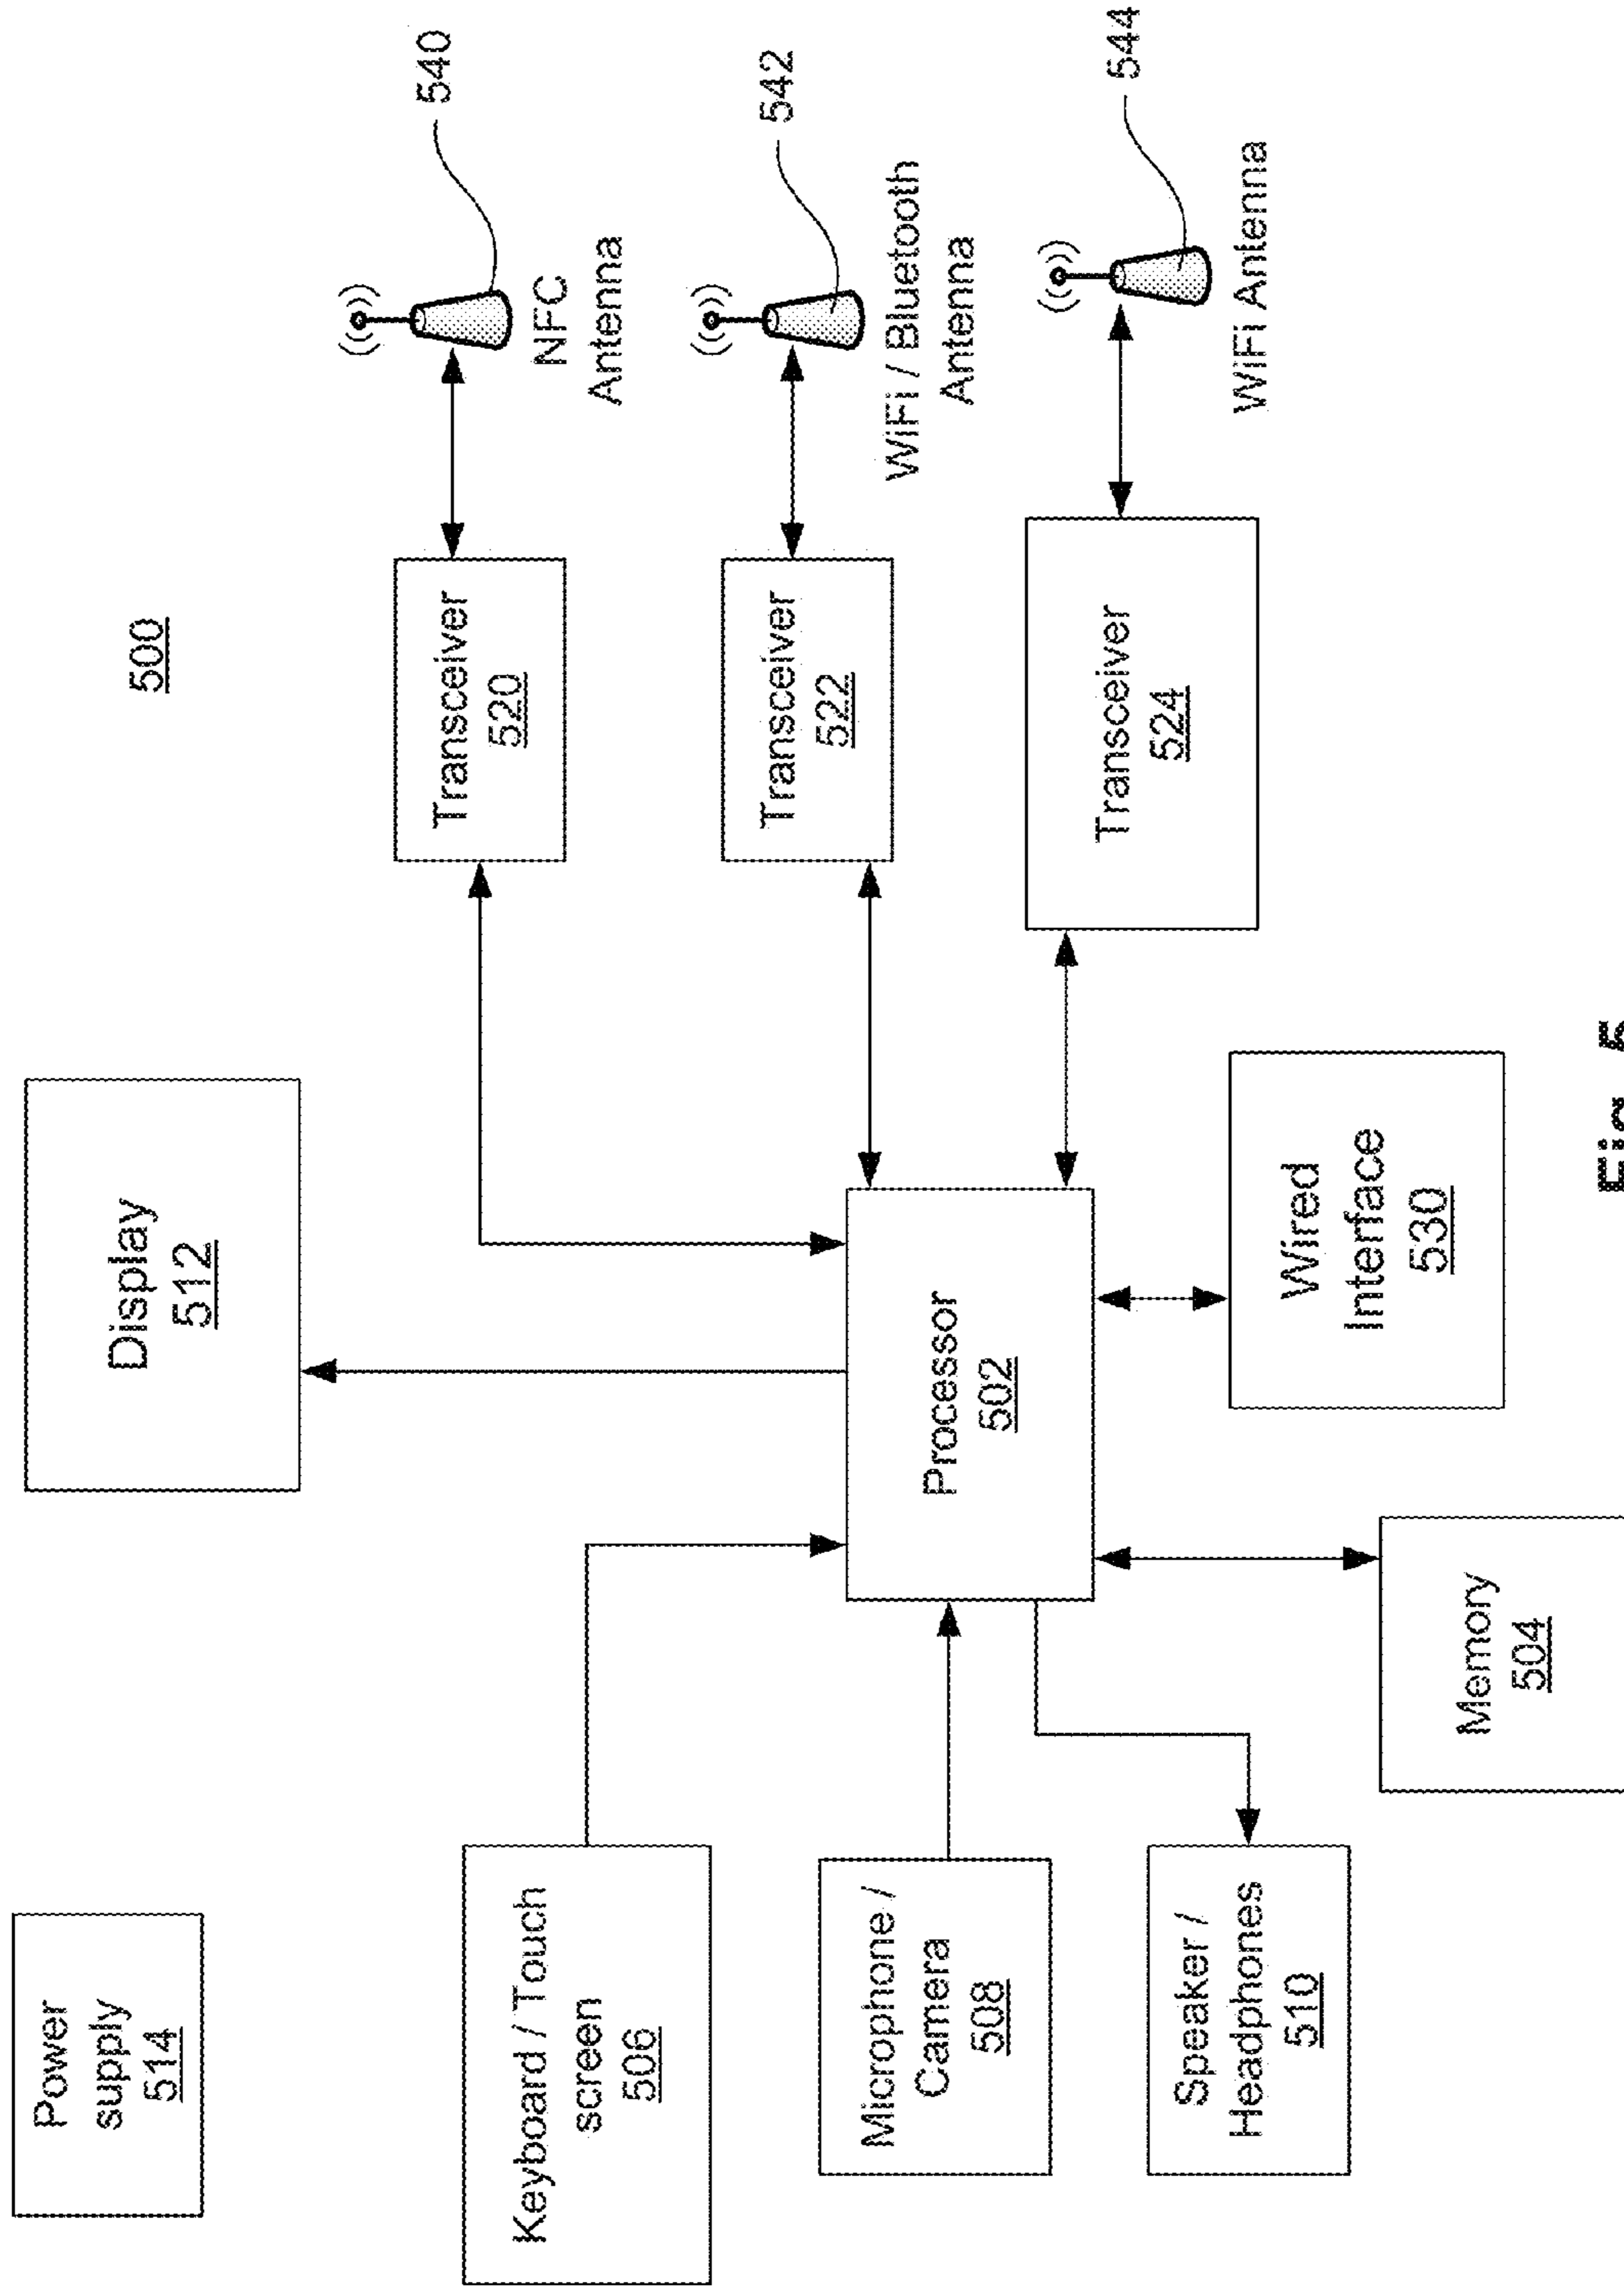 500
Power
supply
514
Display
512
Keyboard / Touch
screen
506
Microphone /
Camera
508
Speaker /
Headphones
510
Processor
502
Memory
504
Wired
Interface
530
Transceiver
520
Transceiver
522
Transceiver
524
540
NFC
Antenna
542
WiFi / Bluetooth
Antenna
544
WiFi Antenna
Fig. 5